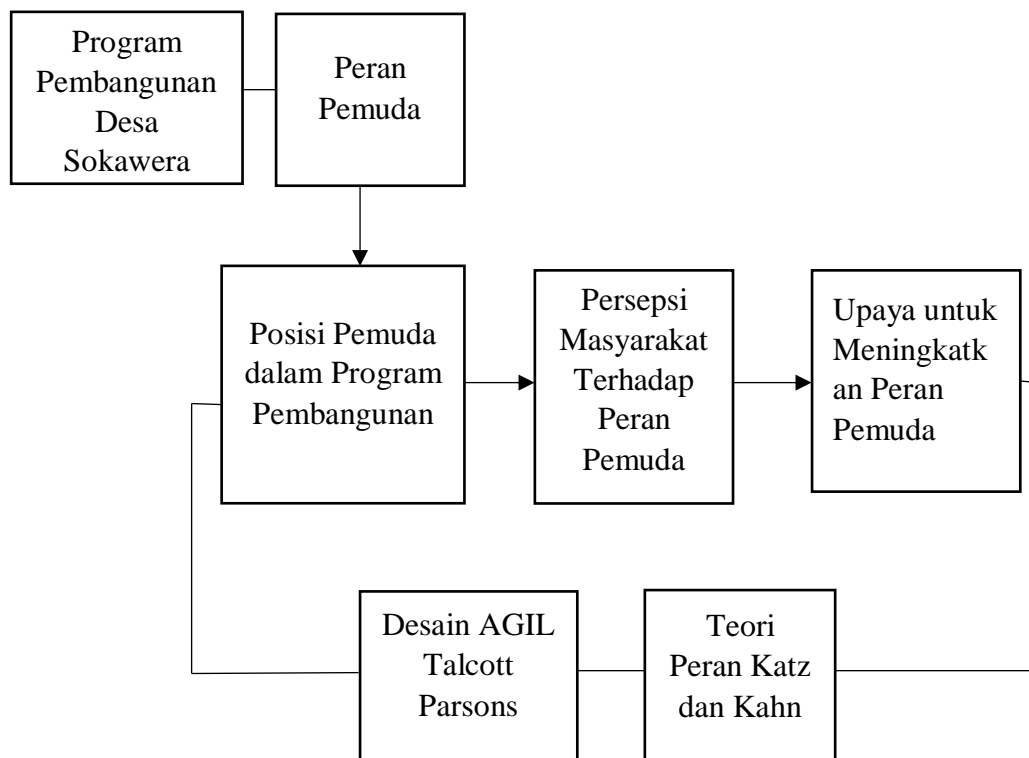 Program
Pembangunan
Desa
Sokawera
Peran
Pemuda
Posisi Pemuda
dalam Program
Pembangunan
Persepsi
Masyarakat
Terhadap
Peran
Pemuda
Upaya untuk
Meningkatk
an Peran
Pemuda
Desain AGIL
Talcott
Parsons
Teori
Peran Katz
dan Kahn